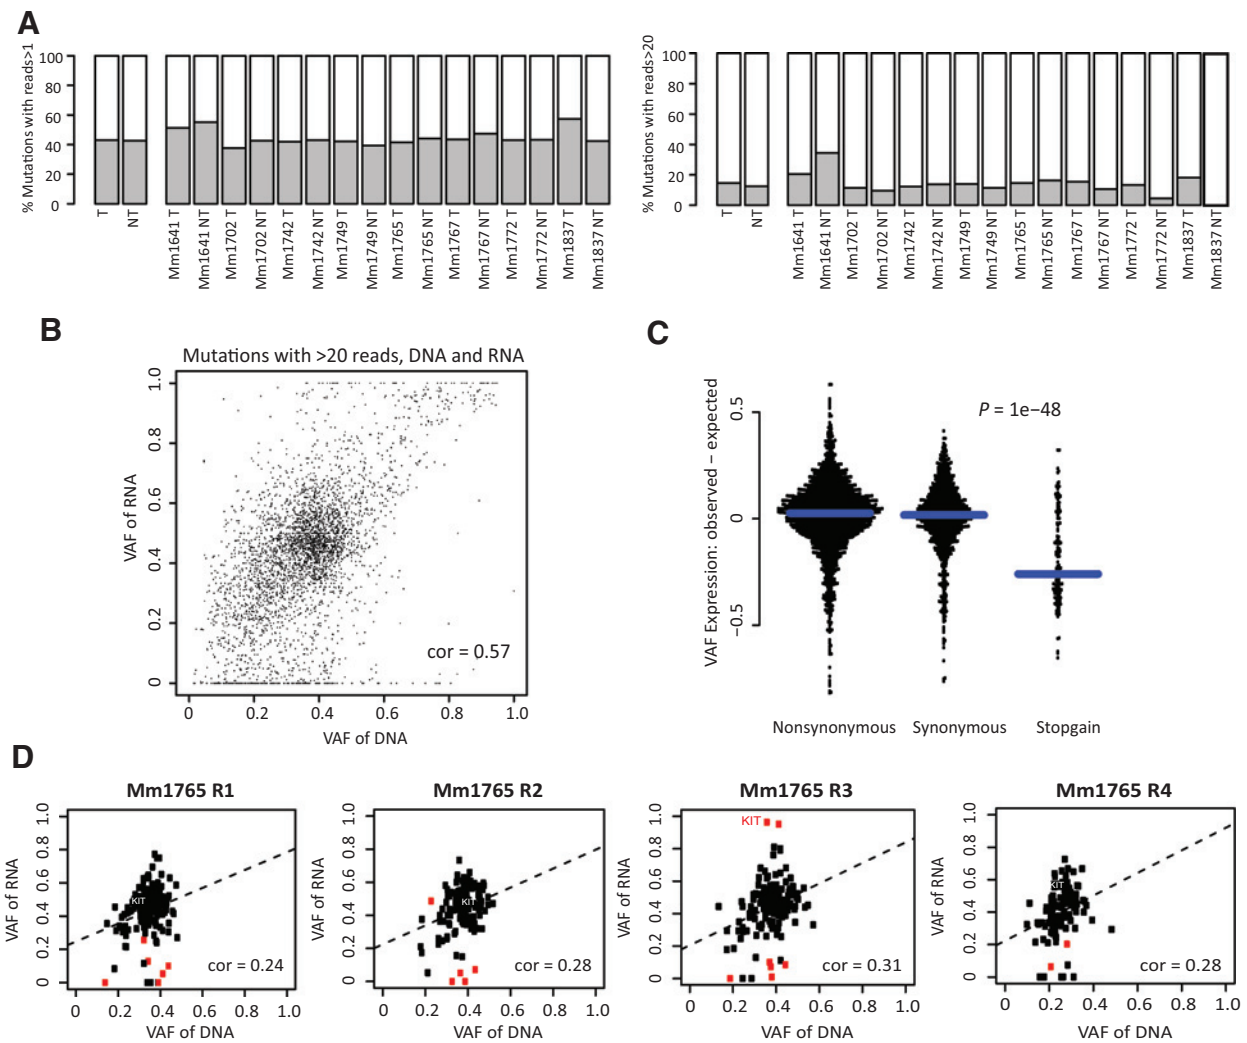 A
% Mutations with reads>1
100
80
60
40
20
0
T
NT
Mm1641 T
Mm1641 NT
Mm1702 T
Mm1702 NT
Mm1742 T
Mm1742 NT
Mm1749 T
Mm1749 NT
Mm1765 T
Mm1765 NT
Mm1767 T
Mm1767 NT
Mm1772 T
Mm1772 NT
Mm1837 T
Mm1837 NT
% Mutations with reads>20
100
80
60
40
20
0
T
NT
Mm1641 T
Mm1641 NT
Mm1702 T
Mm1702 NT
Mm1742 T
Mm1742 NT
Mm1749 T
Mm1749 NT
Mm1765 T
Mm1765 NT
Mm1767 T
Mm1767 NT
Mm1772 T
Mm1772 NT
Mm1837 T
Mm1837 NT
B
Mutations with >20 reads, DNA and RNA
VAF of RNA
1.0
0.8
0.6
0.4
0.2
0
cor = 0.57
0 0.2 0.4 0.6 0.8 1.0
VAF of DNA
C
VAF Expression: observed – expected
0.5
0
−0.5
P = 1e−48
Nonsynonymous Synonymous Stopgain
D
Mm1765 R1
VAF of RNA
1.0
0.8
0.6
0.4
0.2
0
KIT
cor = 0.24
0 0.2 0.4 0.6 0.8 1.0
VAF of DNA
Mm1765 R2
VAF of RNA
1.0
0.8
0.6
0.4
0.2
0
KIT
cor = 0.28
0 0.2 0.4 0.6 0.8 1.0
VAF of DNA
Mm1765 R3
VAF of RNA
1.0
0.8
0.6
0.4
0.2
0
KIT
cor = 0.31
0 0.2 0.4 0.6 0.8 1.0
VAF of DNA
Mm1765 R4
VAF of RNA
1.0
0.8
0.6
0.4
0.2
0
KIT
cor = 0.28
0 0.2 0.4 0.6 0.8 1.0
VAF of DNA